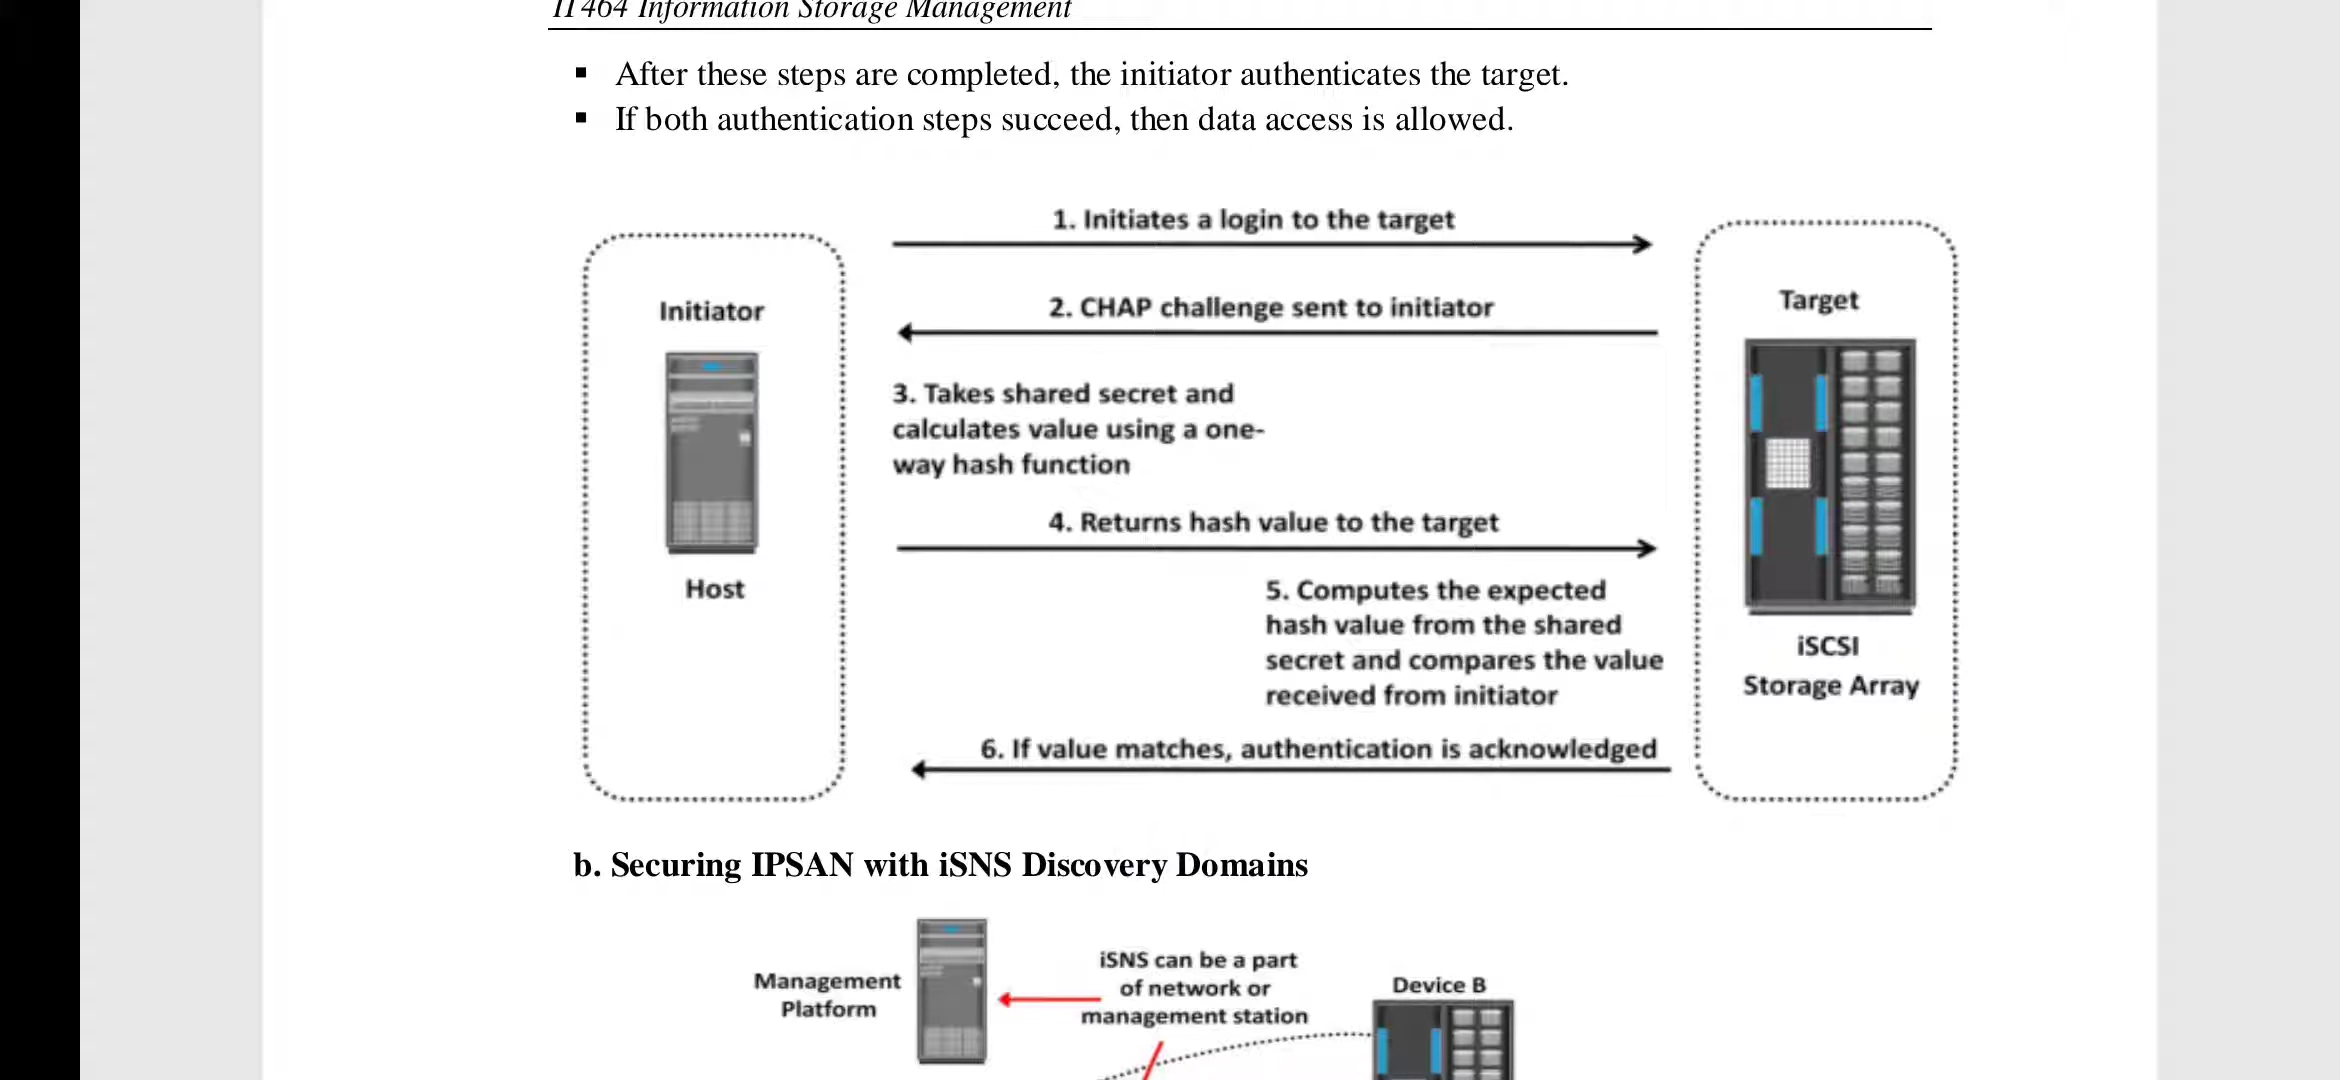 IT 464 Information Storage Management
▪ After these steps are completed, the initiator authenticates the target.
▪ If both authentication steps succeed, then data access is allowed.
1. Initiates a login to the target
Initiator
2. CHAP challenge sent to initiator
Target
3. Takes shared secret and
calculates value using a one-
way hash function
4. Returns hash value to the target
Host
5. Computes the expected
hash value from the shared
secret and compares the value
received from initiator
iSCSI
Storage Array
6. If value matches, authentication is acknowledged
b. Securing IPSAN with iSNS Discovery Domains
Management
Platform
iSNS can be a part
of network or
management station
Device B